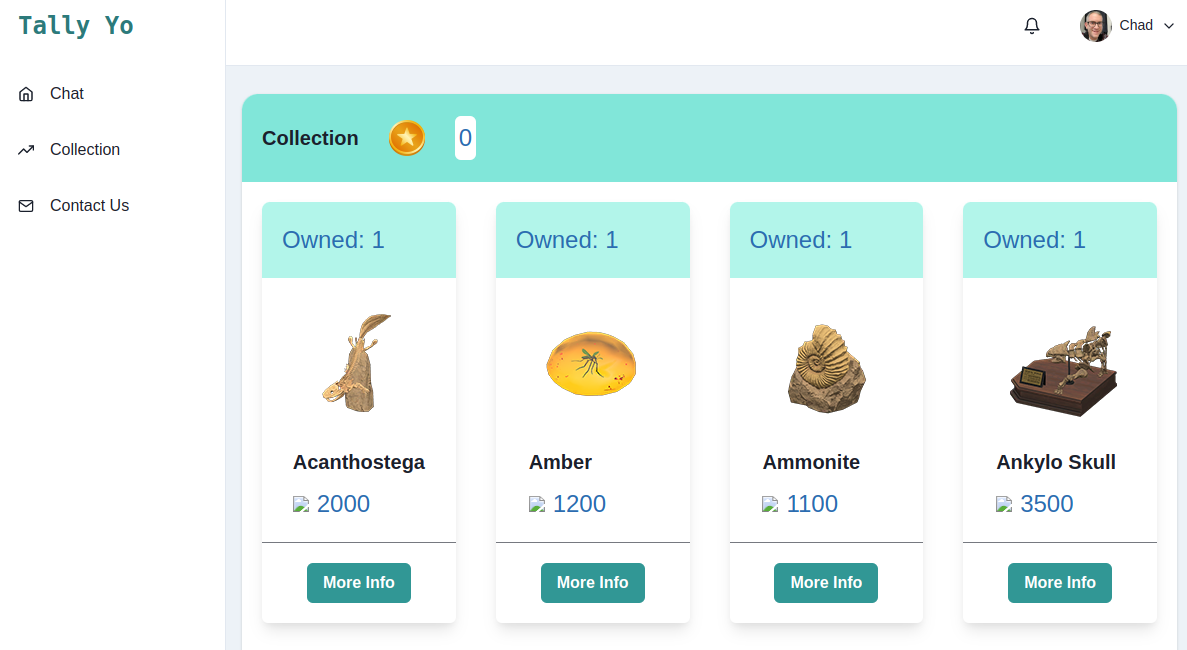 Tally Yo
Chad
Chat
Collection
Contact Us
Collection 0
Owned: 1 Owned: 1 Owned: 1 Owned: 1
Acanthostega Amber Ammonite Ankylo Skull
2000 1200 1100 3500
More Info More Info More Info More Info